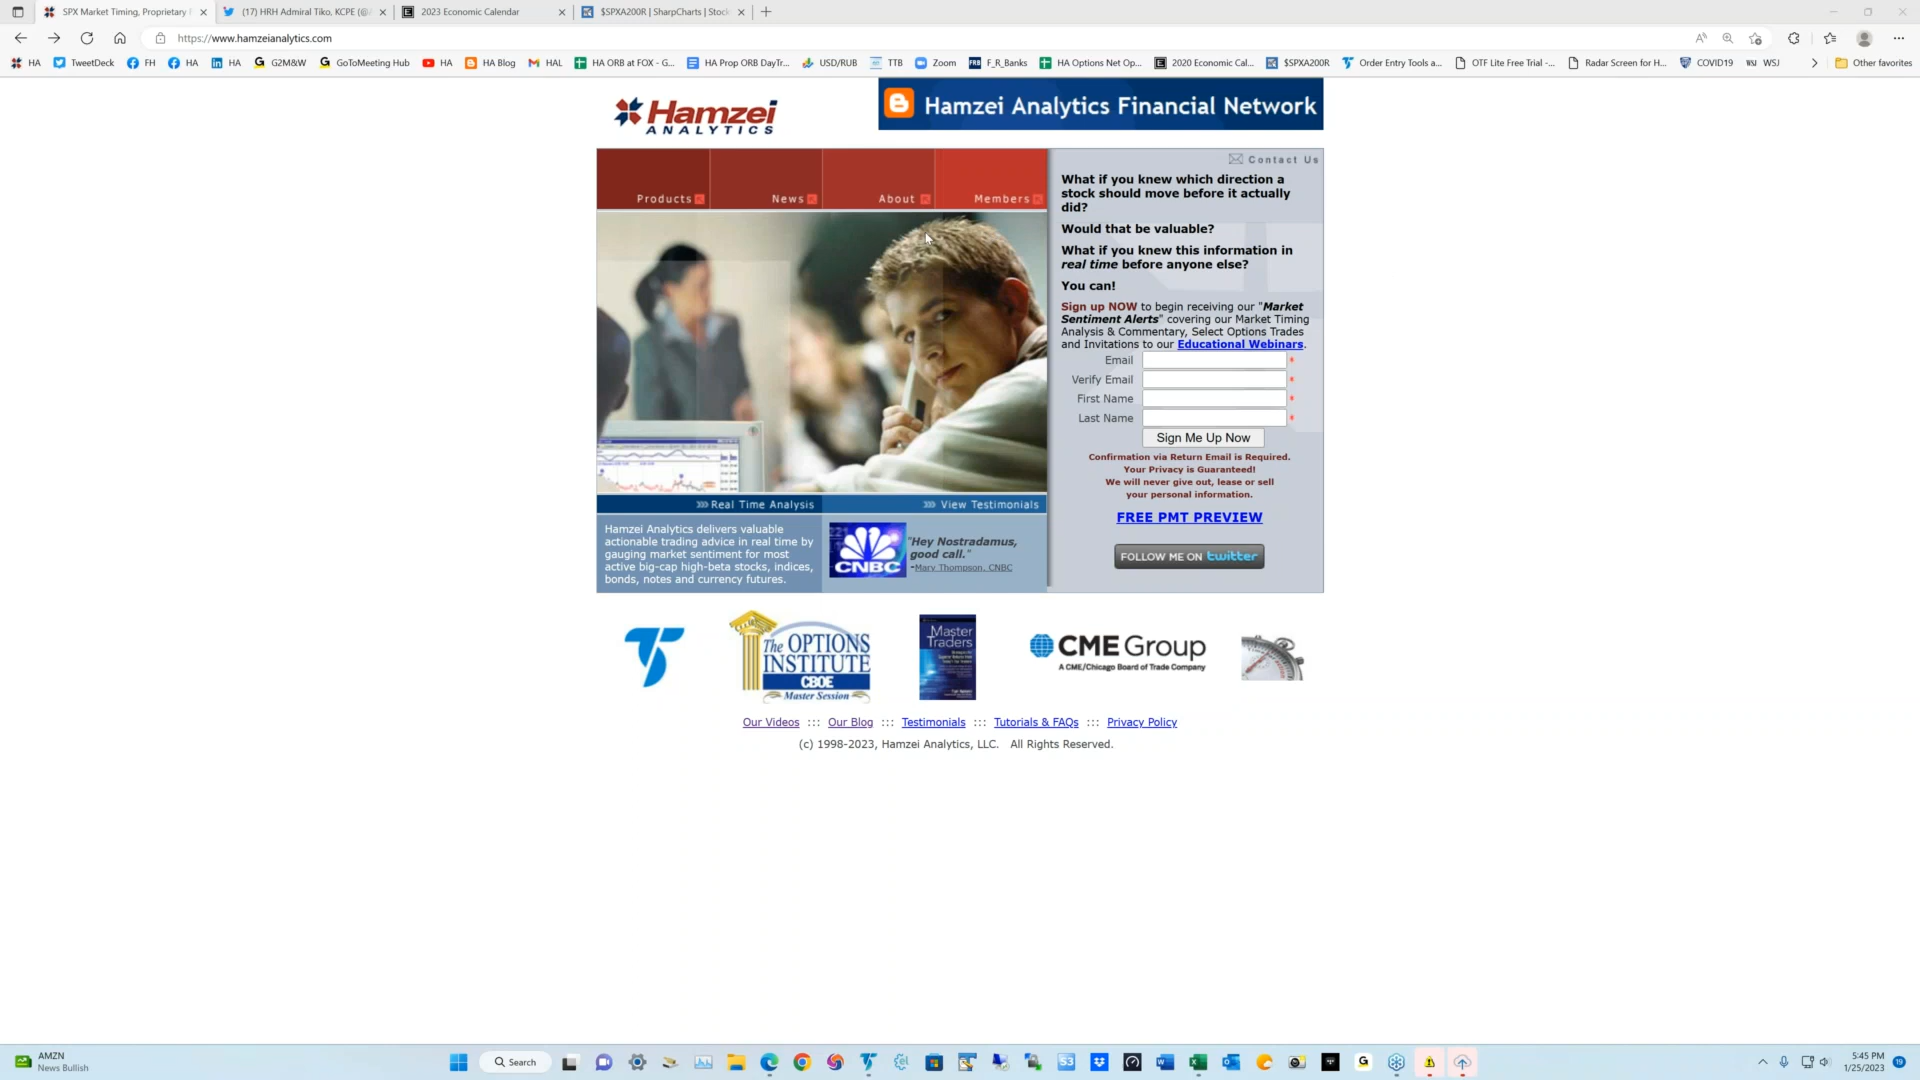 SPX Market Timing, Proprietary
(17) HRH Admiral Tiko, KCPE (@
2023 Economic Calendar
$SPXA200R | SharpCharts | Stock
https://www.hamzeianalytics.com
HA
TweetDeck
FH
HA
HA
G2M&W
GoToMeeting Hub
HA
HA Blog
HAL
HA ORB at FOX - G...
HA Prop ORB DayTr...
USD/RUB
TTB
Zoom
F_R_Banks
HA Options Net Op...
2020 Economic Cal...
$SPXA200R
Order Entry Tools a...
OTF Lite Free Trial -...
Radar Screen for H...
COVID19
WSJ
WSJ
Other favorites
Hamzei
ANALYTICS
Hamzei Analytics Financial Network
Products
News
About
Members
Contact Us
What if you knew which direction a
stock should move before it actually
did?
Would that be valuable?
What if you knew this information in
real time before anyone else?
You can!
Sign up NOW to begin receiving our "Market
Sentiment Alerts" covering our Market Timing
Analysis & Commentary, Select Options Trades
and Invitations to our Educational Webinars.
Email
*
Verify Email
*
First Name
*
Last Name
*
Sign Me Up Now
Confirmation via Return Email is Required.
Your Privacy is Guaranteed!
We will never give out, lease or sell
your personal information.
FREE PMT PREVIEW
FOLLOW ME ON twitter
Real Time Analysis
View Testimonials
Hamzei Analytics delivers valuable
actionable trading advice in real time by
gauging market sentiment for most
active big-cap high-beta stocks, indices,
bonds, notes and currency futures.
CNBC
"Hey Nostradamus,
good call."
-Mary Thompson, CNBC
The OPTIONS
INSTITUTE
CBOE
Master Session
Master
Traders
CME Group
A CME/Chicago Board of Trade Company
Our Videos ::: Our Blog ::: Testimonials ::: Tutorials & FAQs ::: Privacy Policy
(c) 1998-2023, Hamzei Analytics, LLC. All Rights Reserved.
AMZN
News Bullish
Search
5:45 PM
1/25/2023
19